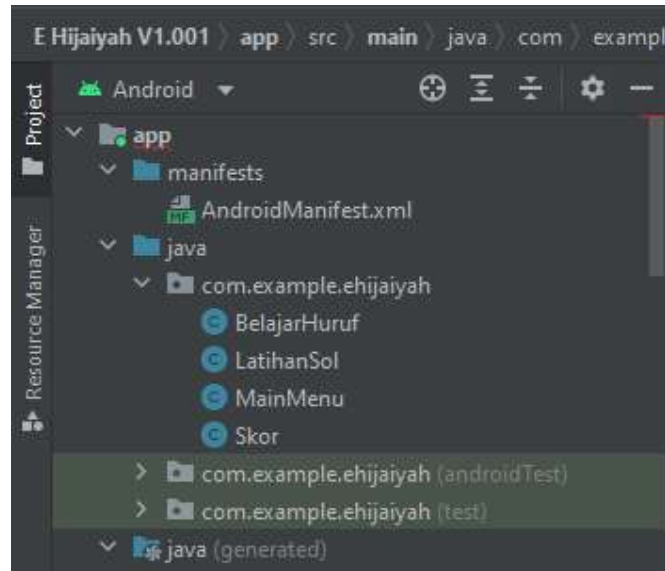 E Hijaiyah V1.001 〉 app 〉 src 〉 main 〉 java 〉 com 〉 exampl
Project
Android
app
manifests
MF AndroidManifest.xml
java
com.example.ehijaiyah
C BelajarHuruf
C LatihanSol
C MainMenu
C Skor
com.example.ehijaiyah (androidTest)
com.example.ehijaiyah (test)
java (generated)
Resource Manager